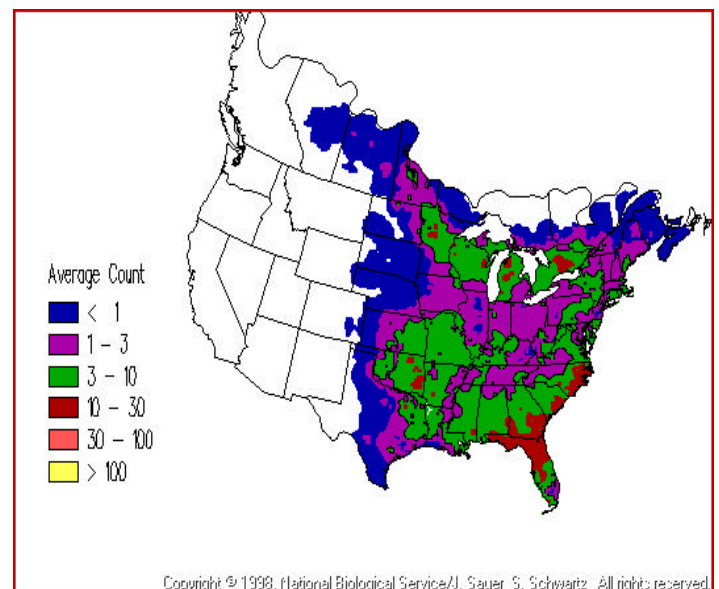 Average Count
< 1
1 - 3
3 - 10
10 - 30
30 - 100
> 100
Copyright © 1998, National Biological Service/J. Sauer, S. Schwartz All rights reserved.